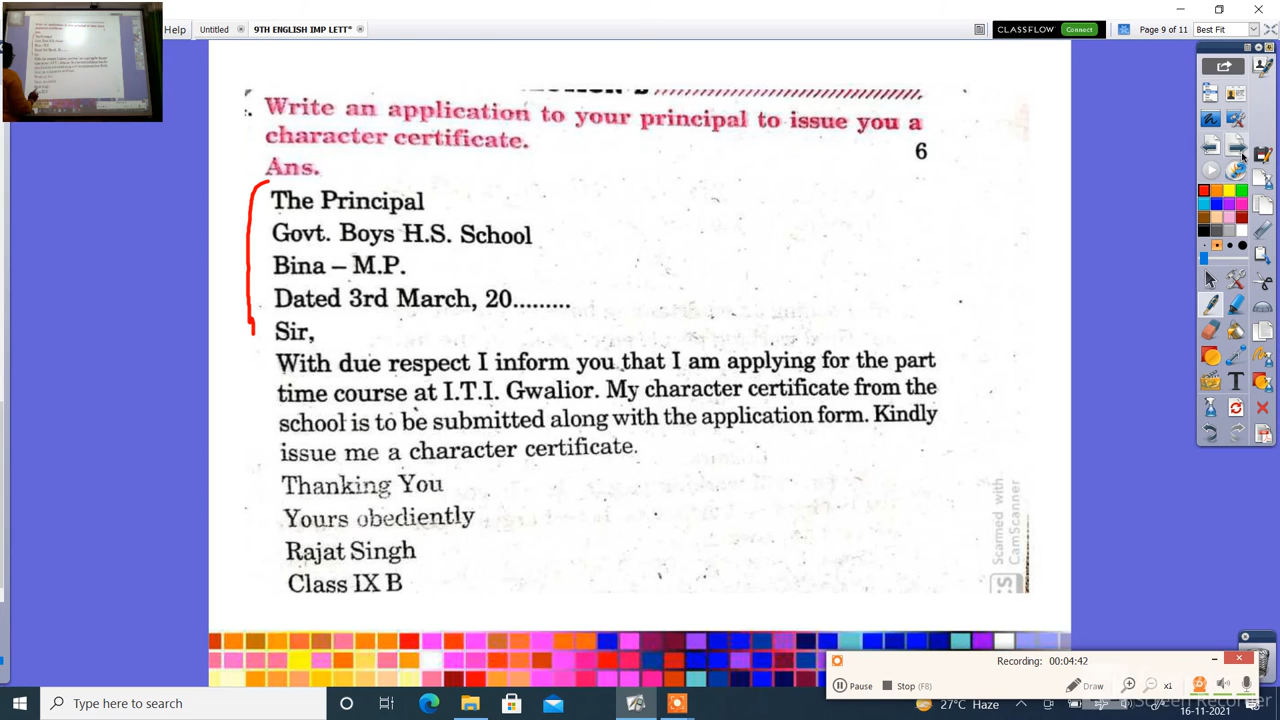 Help
Untitled
9TH ENGLISH IMP LETT*
CLASSFLOW
Connect
Page 9 of 11
Best Fit
Write an application to your principal to issue you a
character certificate.
6
Ans.
The Principal
Govt. Boys H.S. School
Bina – M.P.
Dated 3rd March, 20.........
Sir,
With due respect I inform you that I am applying for the part
time course at I.T.I. Gwalior. My character certificate from the
school is to be submitted along with the application form. Kindly
issue me a character certificate.
Thanking You
Yours obediently
Rajat Singh
Class IX B
Scanned with
CamScanner
CS
Recording: 00:04:42
Pause
Stop (F8)
Draw
x1
Type here to search
27°C Haze
16-11-2021